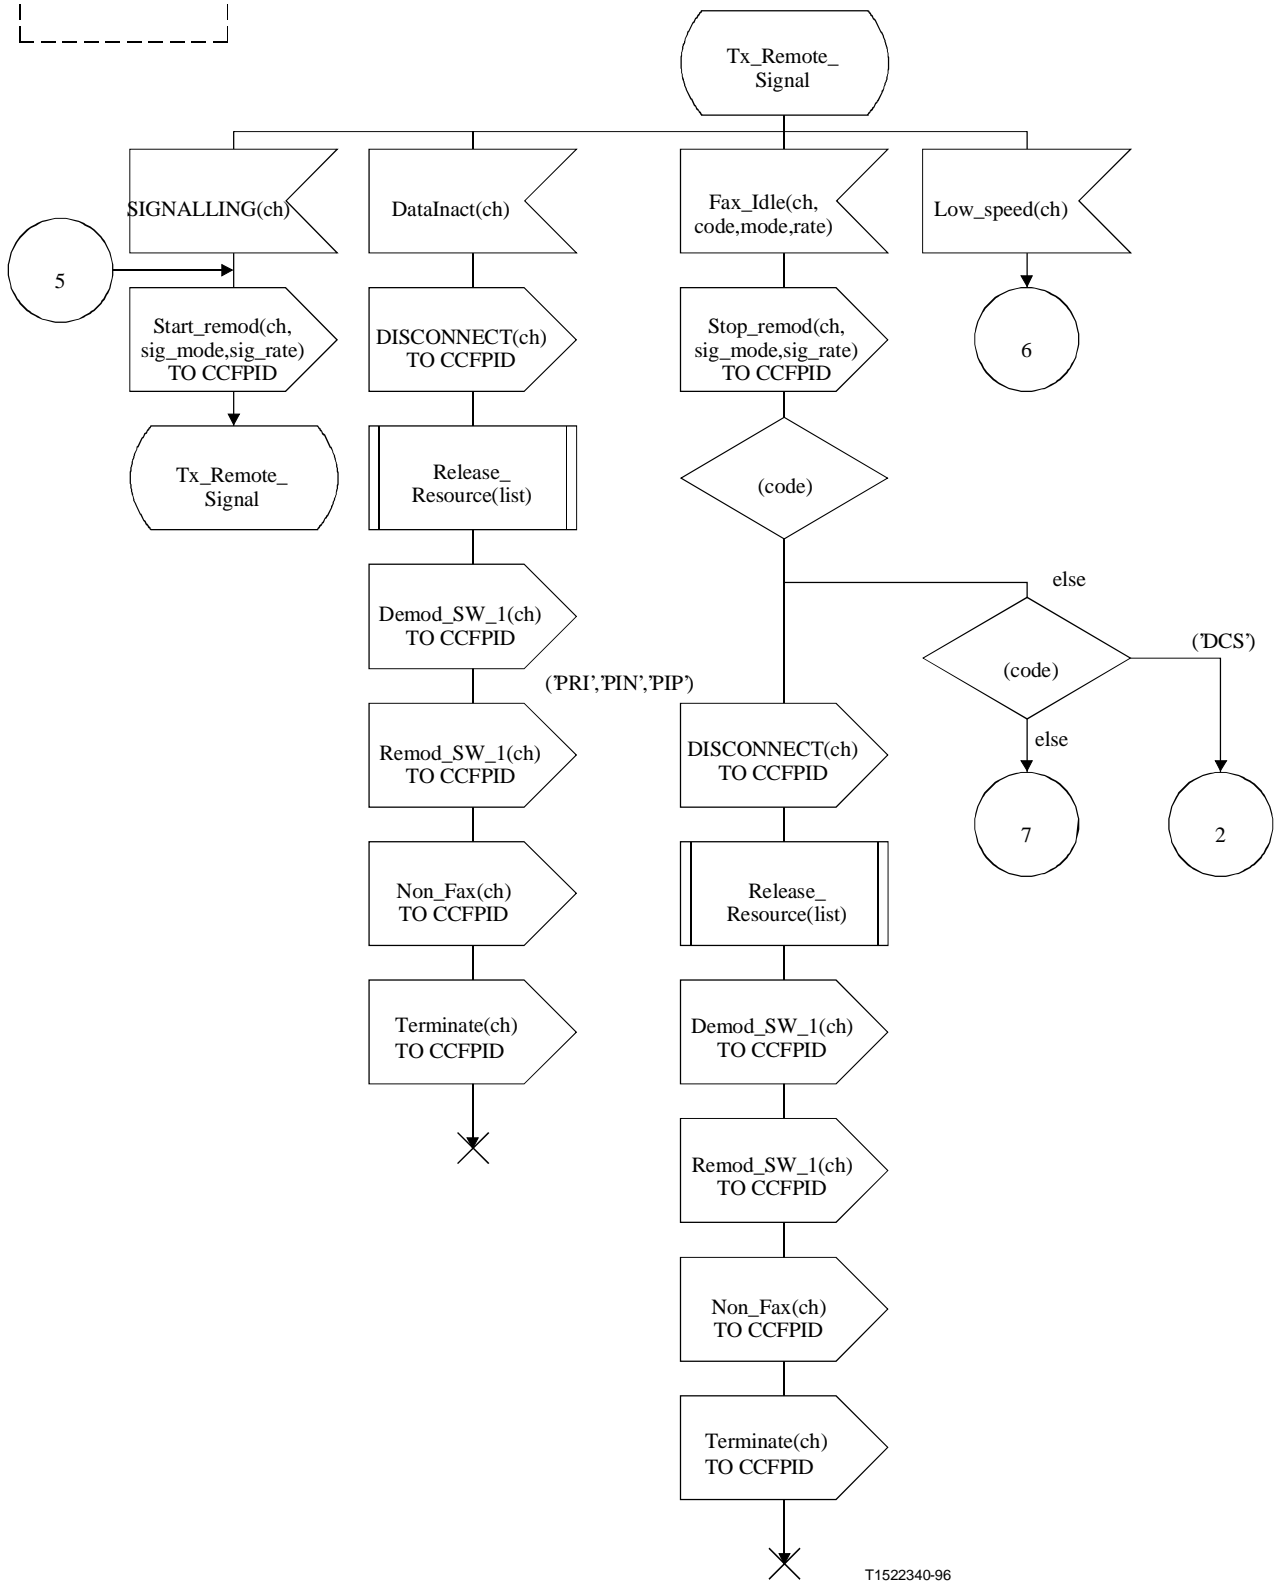 Tx_Remote_
Signal
SIGNALLING(ch)
DataInact(ch)
Fax_Idle(ch,
code,mode,rate)
Low_speed(ch)
5
Start_remod(ch,
sig_mode,sig_rate)
TO CCFPID
DISCONNECT(ch)
TO CCFPID
Stop_remod(ch,
sig_mode,sig_rate)
TO CCFPID
6
Tx_Remote_
Signal
Release_
Resource(list)
(code)
else
Demod_SW_1(ch)
TO CCFPID
(code)
('DCS')
('PRI','PIN','PIP')
else
Remod_SW_1(ch)
TO CCFPID
DISCONNECT(ch)
TO CCFPID
7
2
Non_Fax(ch)
TO CCFPID
Release_
Resource(list)
Terminate(ch)
TO CCFPID
Demod_SW_1(ch)
TO CCFPID
Remod_SW_1(ch)
TO CCFPID
Non_Fax(ch)
TO CCFPID
Terminate(ch)
TO CCFPID
T1522340-96